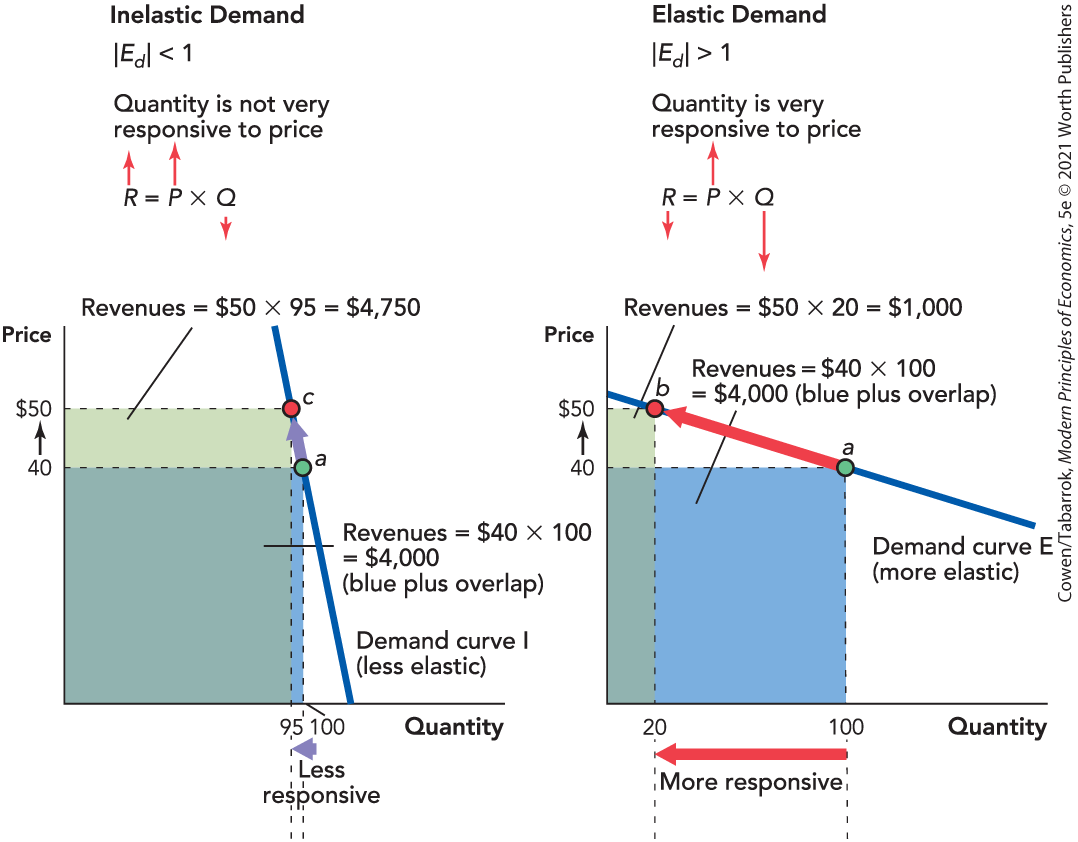 Inelastic Demand
|Ed| < 1
Quantity is not very
responsive to price
R = P × Q
Revenues = $50 × 95 = $4,750
Price
$50
40
c
a
Revenues = $40 × 100
= $4,000
(blue plus overlap)
Demand curve I
(less elastic)
95 100
Quantity
Less
responsive
Elastic Demand
|Ed| > 1
Quantity is very
responsive to price
R = P × Q
Revenues = $50 × 20 = $1,000
Price
Revenues = $40 × 100
= $4,000 (blue plus overlap)
$50
40
b
a
Demand curve E
(more elastic)
20
100
Quantity
More responsive
Cowen/Tabarrok, Modern Principles of Economics, 5e © 2021 Worth Publishers